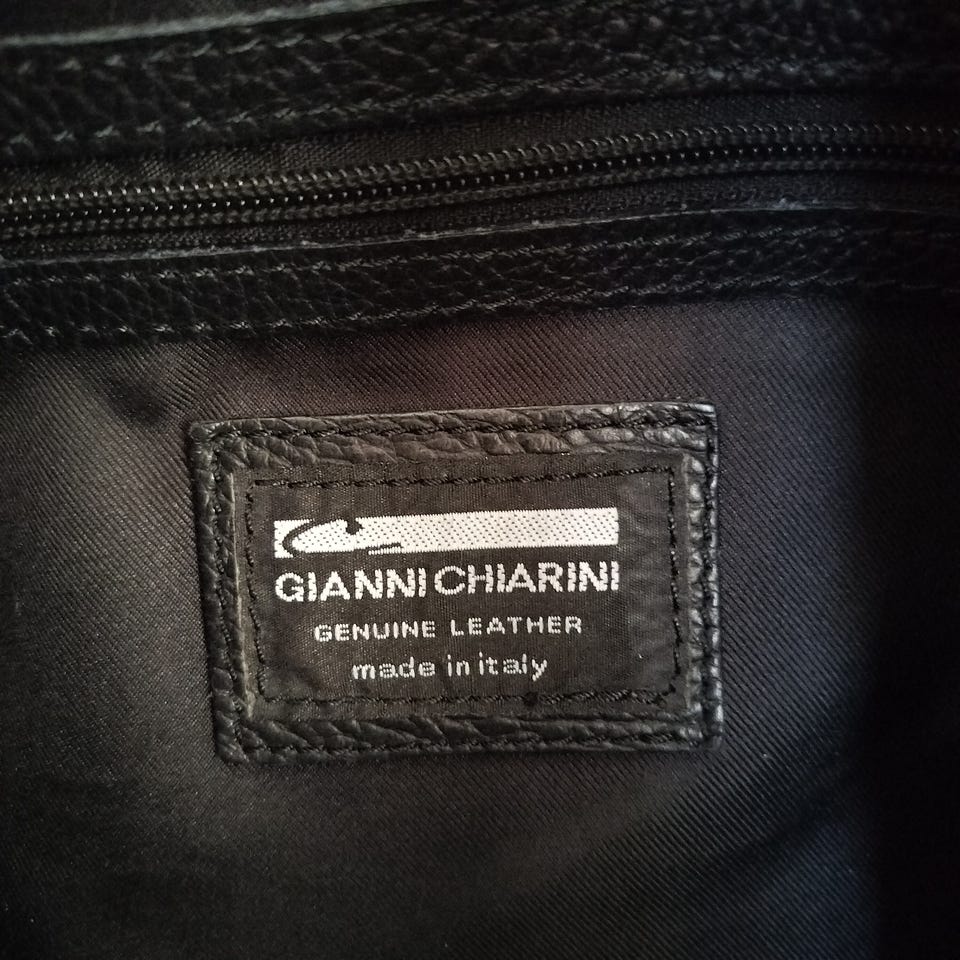 GIANNI CHIARINI
GENUINE LEATHER
made in italy